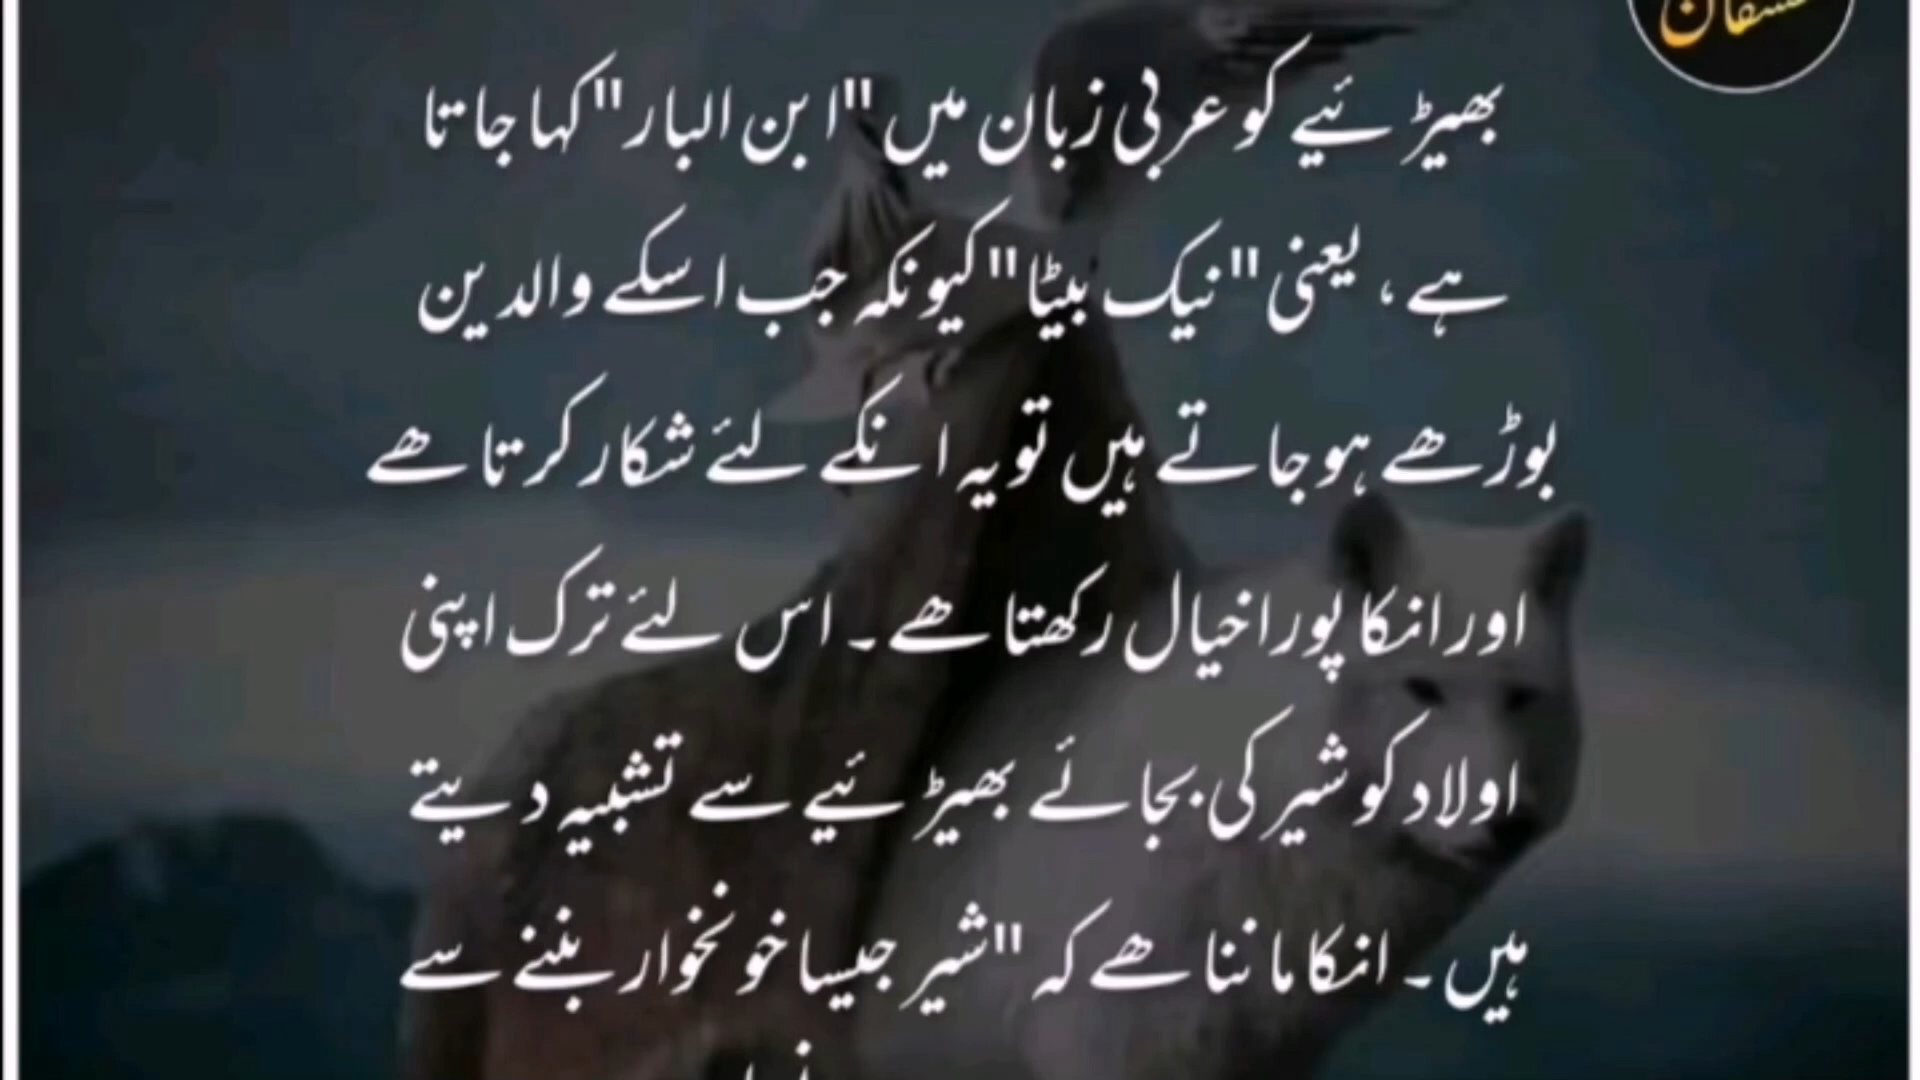 بھیڑئیے کو عربی زبان میں "ابن البار" کہا جاتا
ہے، یعنی "نیک بیٹا" کیونکہ جب اسکے والدین
بوڑھے ہوجاتے ہیں تو یہ انکے لئے شکار کرتا ھے
اور انکا پورا خیال رکھتا ھے۔ اس لئے ترک اپنی
اولاد کو شیر کی بجائے بھیڑئیے سے تشبیہ دیتے
ہیں۔ انکا ماننا ھے کہ "شیر جیسا خونخوار بننے سے